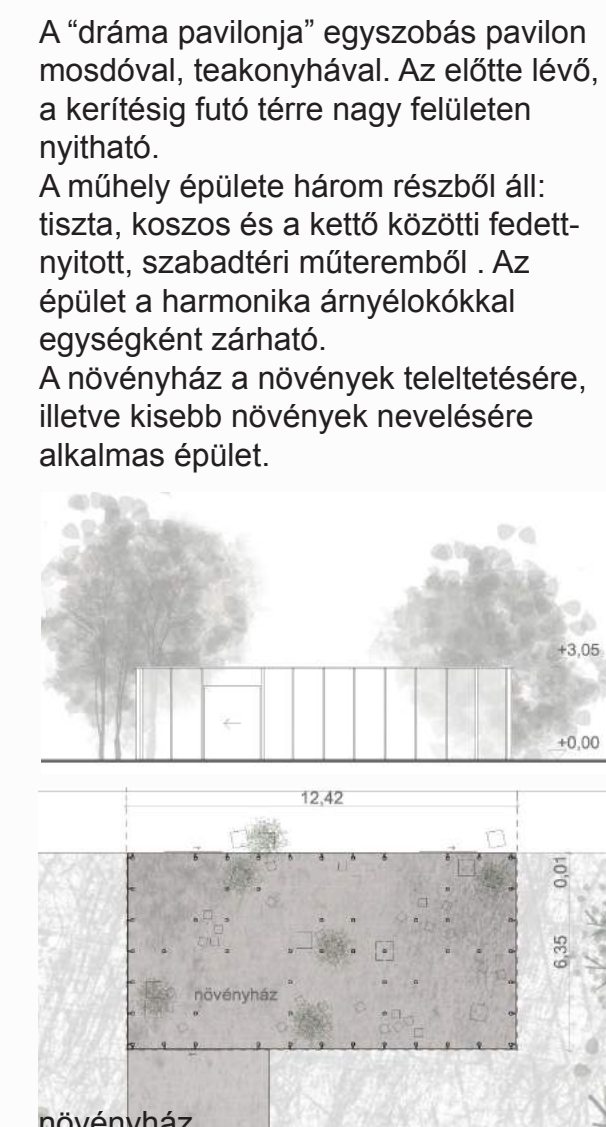 A “dráma pavilonja” egyszobás pavilon
mosdóval, teakonyhával. Az előtte lévő,
a kerítésig futó térre nagy felületen
nyitható.
A műhely épülete három részből áll:
tiszta, koszos és a kettő közötti fedett-
nyitott, szabadtéri műteremből . Az
épület a harmonika árnyélokókkal
egységként zárható.
A növényház a növények teleltetésére,
illetve kisebb növények nevelésére
alkalmas épület.
+3,05
+0,00
12,42
0,01
6,35
növényház
növényház